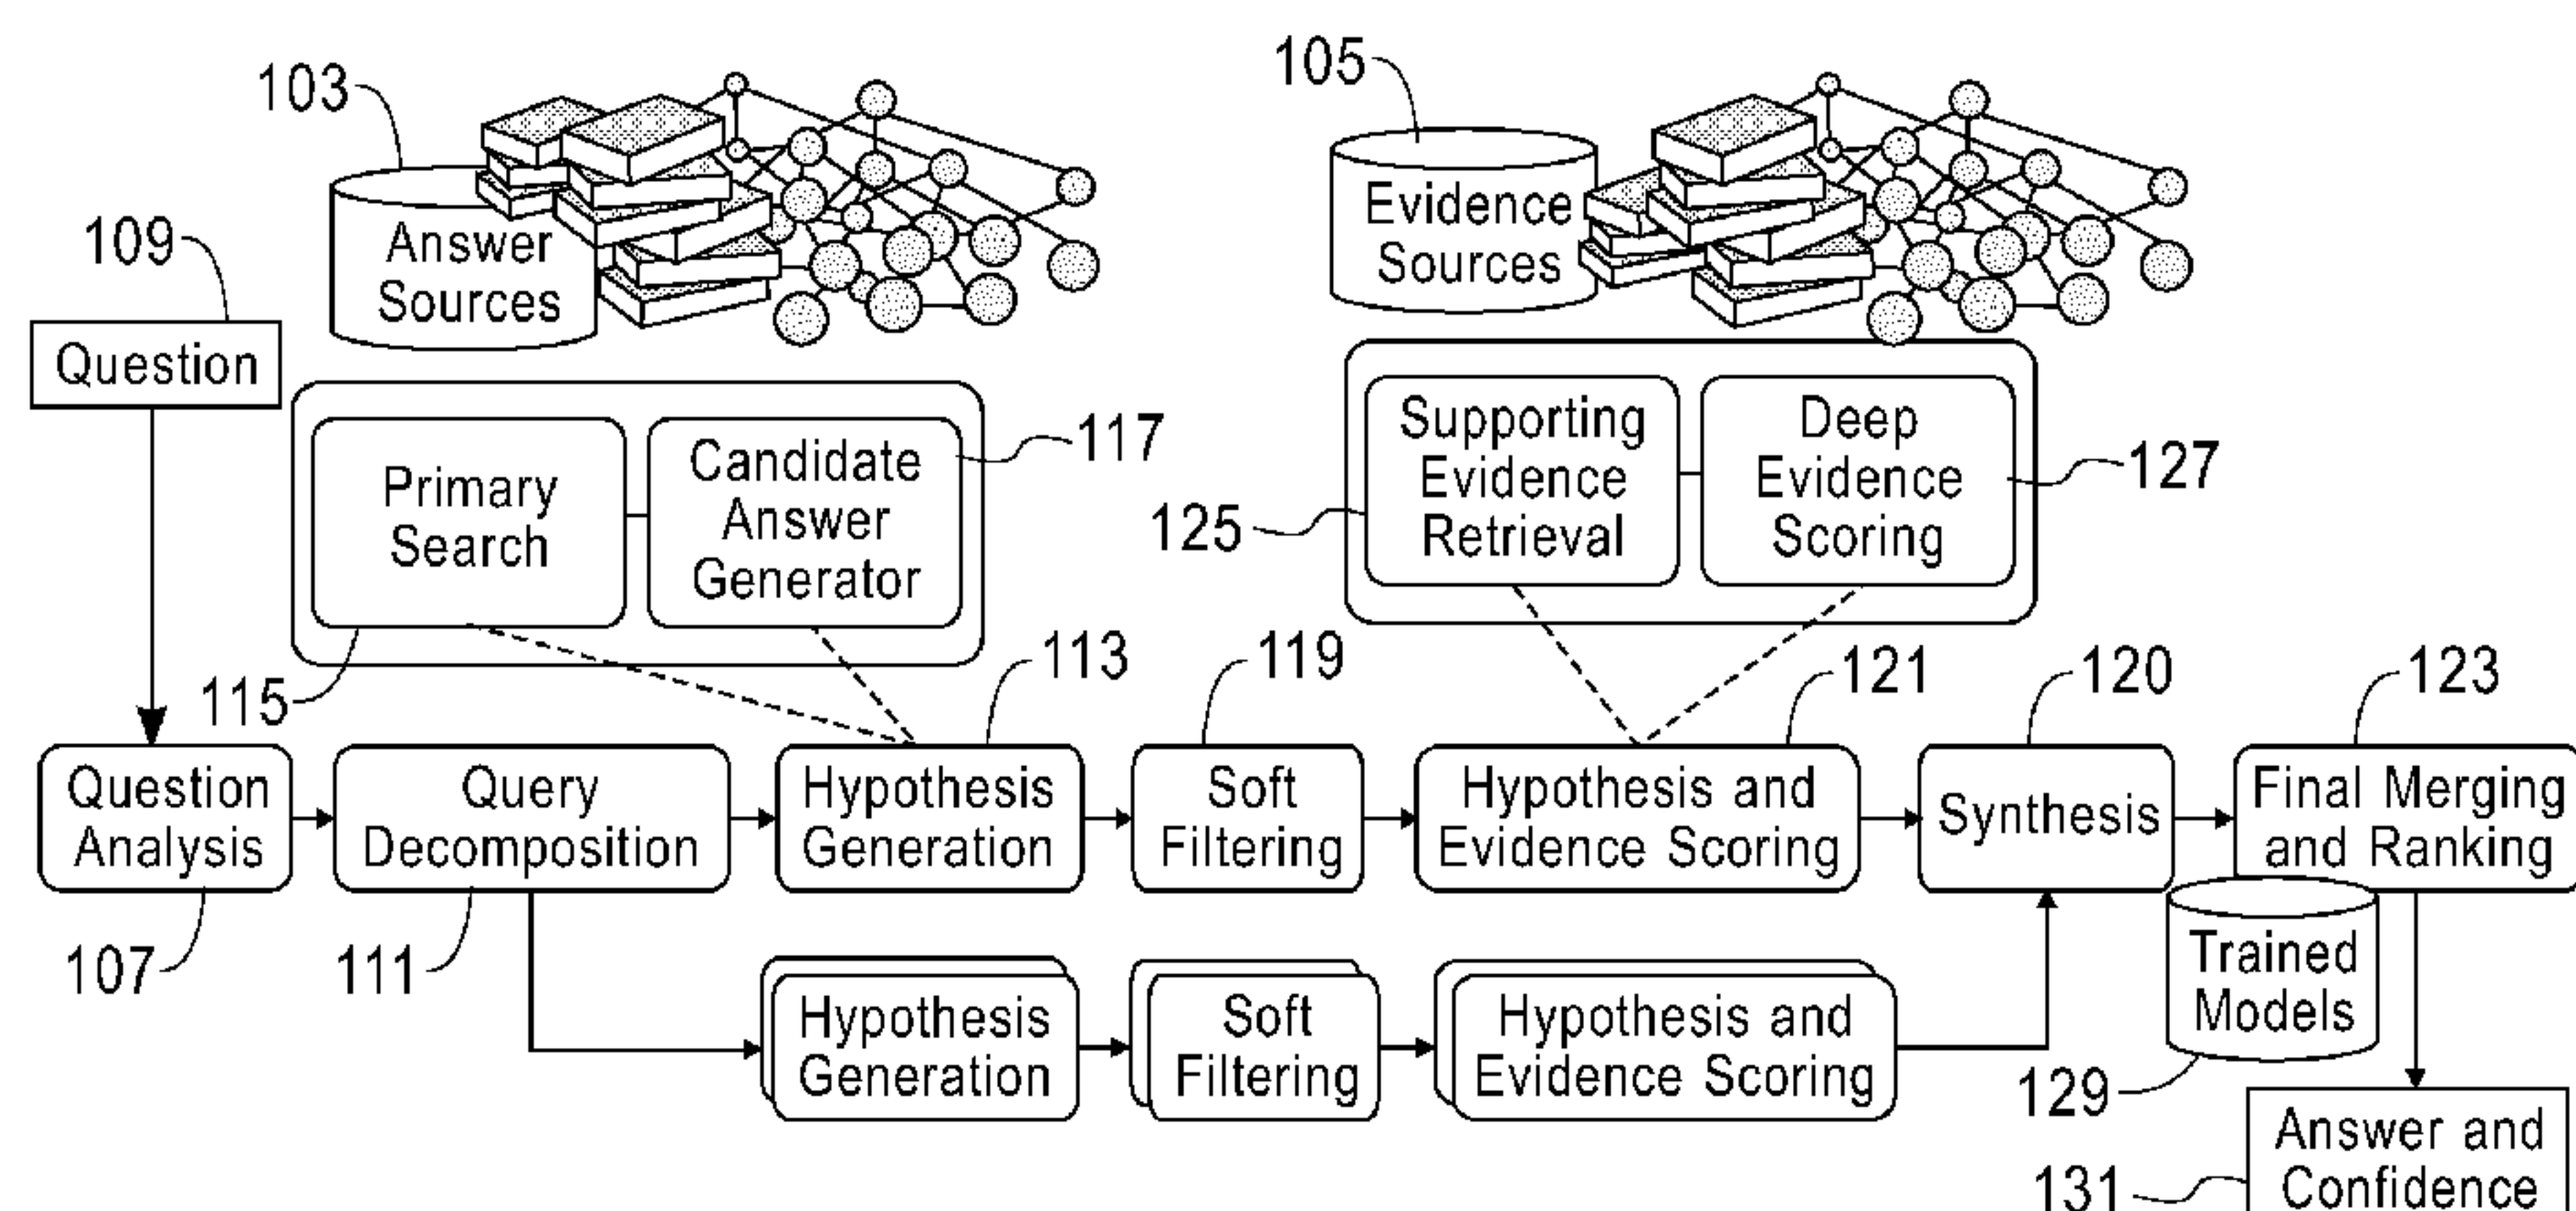 103
105
109
Answer
Sources
Evidence
Sources
Question
117
Primary
Search
Candidate
Answer
Generator
125
Supporting
Evidence
Retrieval
Deep
Evidence
Scoring
127
115
113
119
121
120
123
Question
Analysis
Query
Decomposition
Hypothesis
Generation
Soft
Filtering
Hypothesis and
Evidence Scoring
Synthesis
Final Merging
and Ranking
107
111
Hypothesis
Generation
Soft
Filtering
Hypothesis and
Evidence Scoring
Trained
Models
129
Answer and
Confidence
131